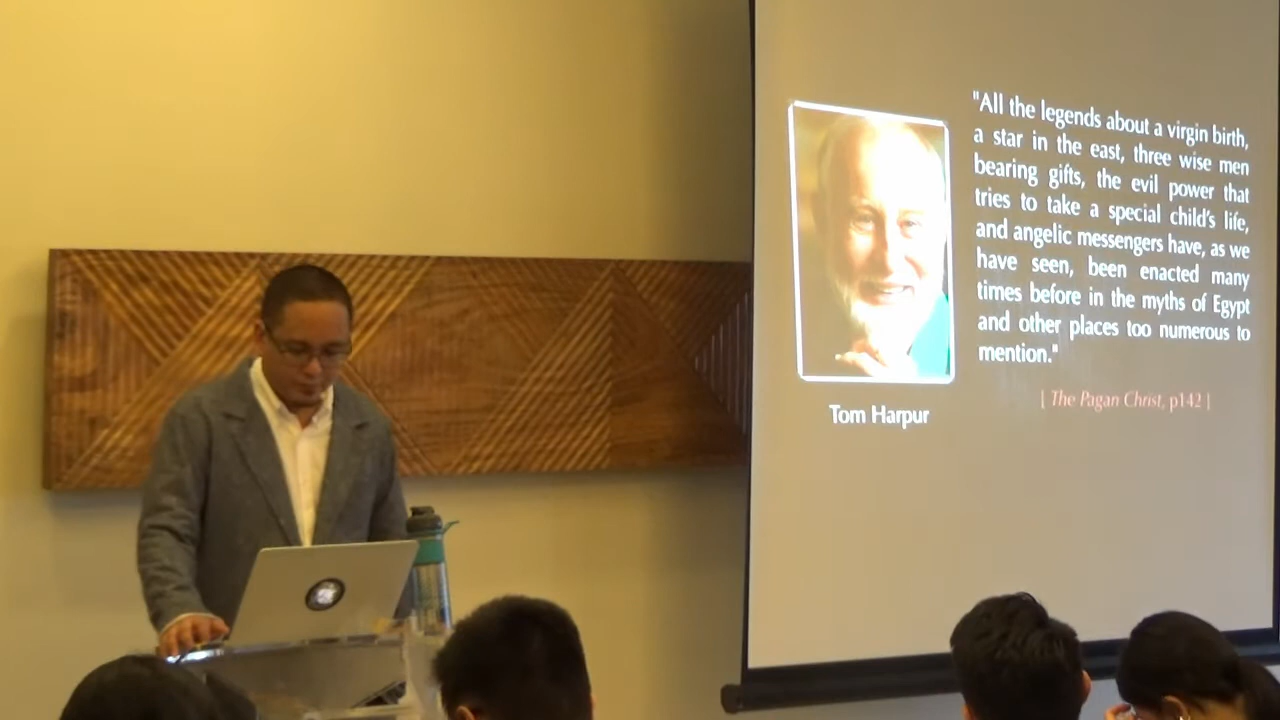 "All the legends about a virgin birth,
a star in the east, three wise men
bearing gifts, the evil power that
tries to take a special child's life,
and angelic messengers have, as we
have seen, been enacted many
times before in the myths of Egypt
and other places too numerous to
mention."
[ The Pagan Christ, p142 ]
Tom Harpur